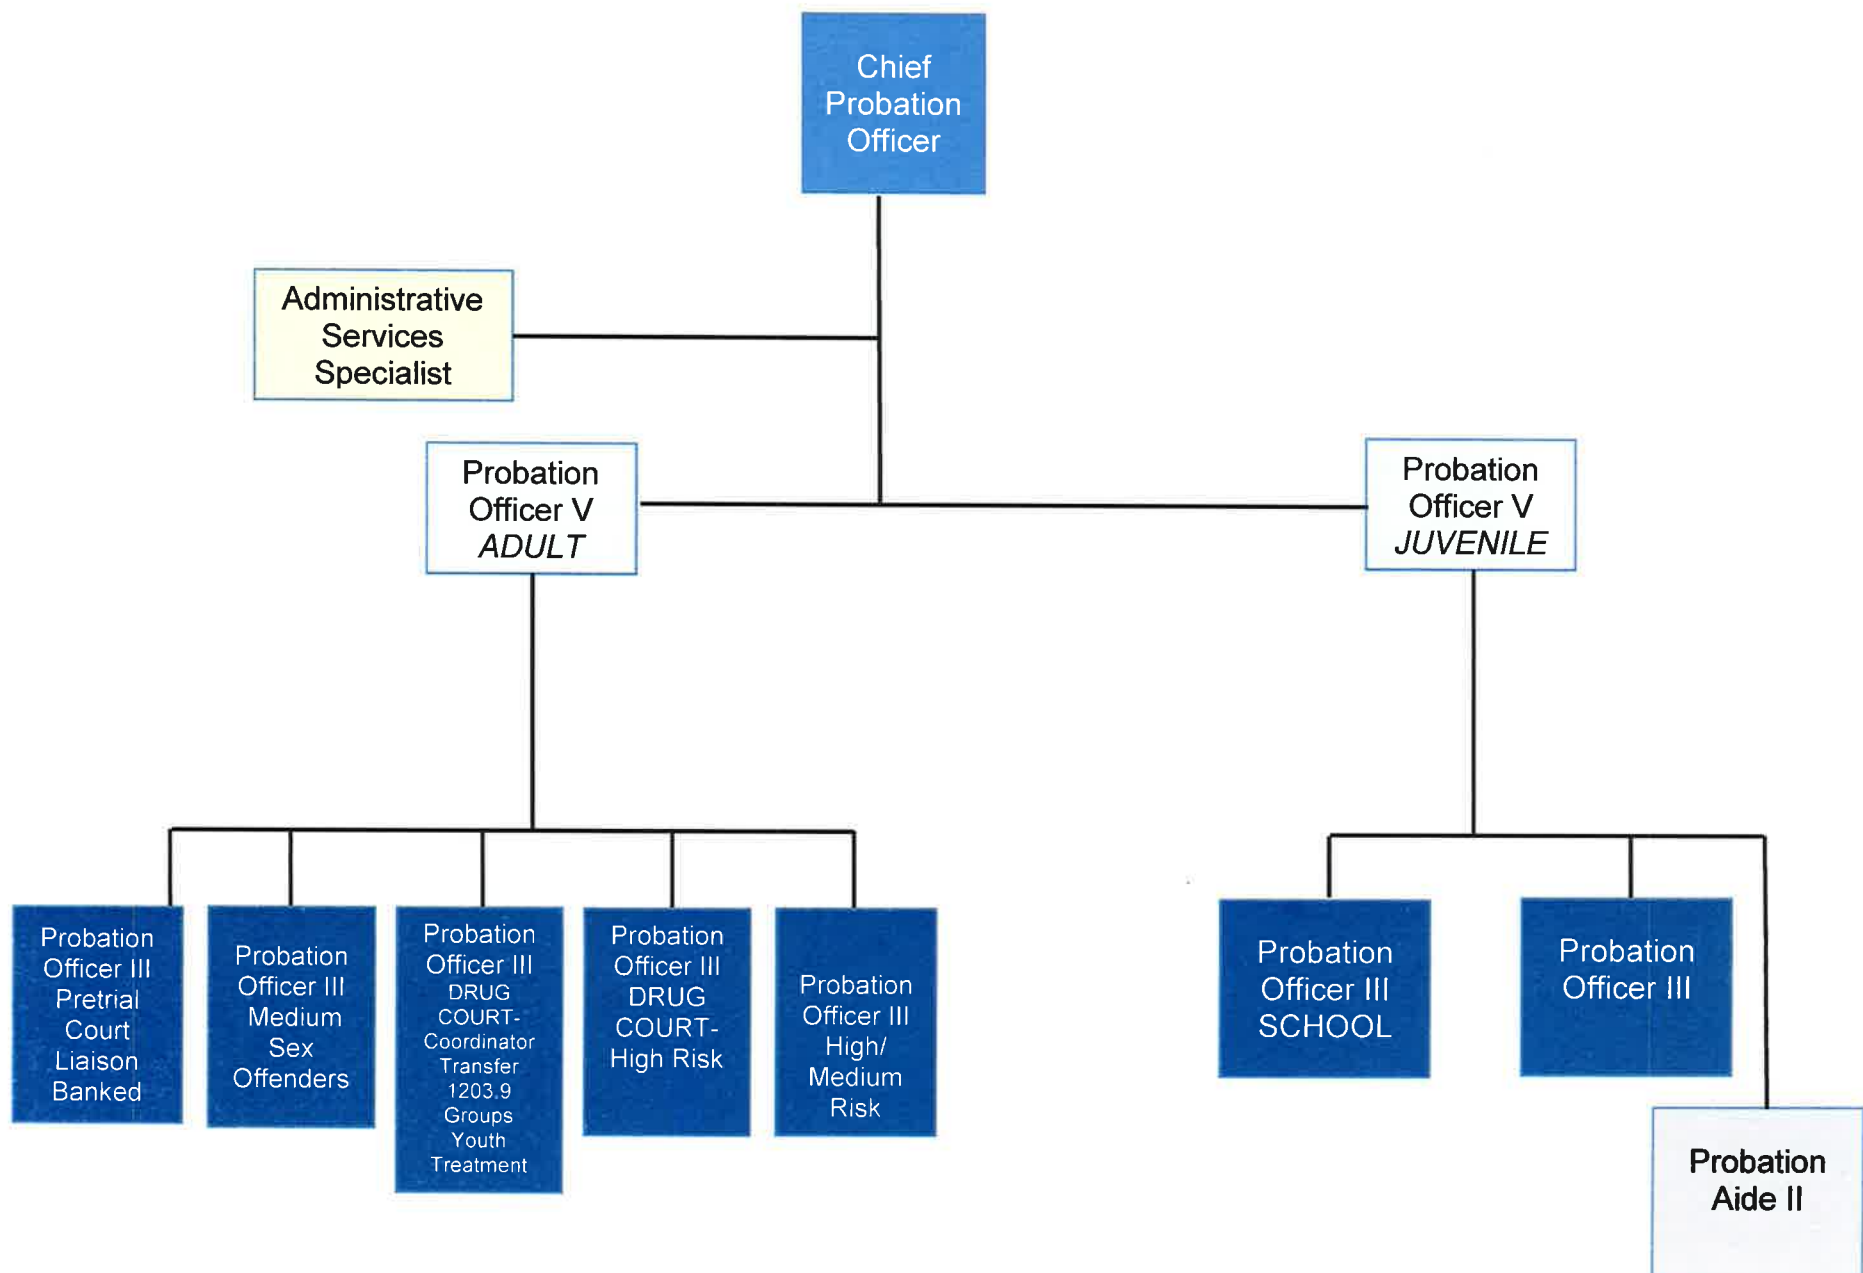 Chief
Probation
Officer
Administrative
Services
Specialist
Probation
Officer V
ADULT
Probation
Officer V
JUVENILE
Probation
Officer III
Pretrial
Court
Liaison
Banked
Probation
Officer III
Medium
Sex
Offenders
Probation
Officer III
DRUG
COURT-
Coordinator
Transfer
1203.9
Groups
Youth
Treatment
Probation
Officer III
DRUG
COURT-
High Risk
Probation
Officer III
High/
Medium
Risk
Probation
Officer III
SCHOOL
Probation
Officer III
Probation
Aide II